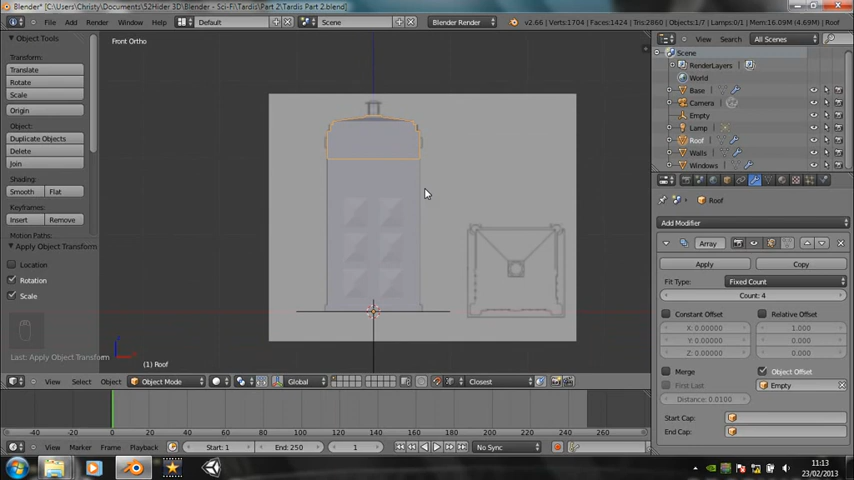 Blender* [C:\Users\Christy\Documents\52Hider 3D\Blender - Sci-Fi\Tardis\Part 2\Tardis Part 2.blend]
File Add Render Window Help Default Scene Blender Render v2.66 | Verts:1704 | Faces:1424 | Tris:2860 | Objects:1/7 | Lamps:0/1 | Mem:16.09M (4.69M) | Roof
Object Tools
Transform:
Translate
Rotate
Scale
Origin
Object:
Duplicate Objects
Delete
Join
Shading:
Smooth Flat
Keyframes:
Insert Remove
Motion Paths:
Apply Object Transform
Location
Rotation
Scale
Last: Apply Object Transform
Front Ortho
(1) Roof
View Select Object Object Mode Global Closest
View Search All Scenes
Scene
RenderLayers
World
Base
Camera
Empty
Lamp
Roof
Walls
Windows
Roof
Add Modifier
Array
Apply Copy
Fit Type: Fixed Count
Count: 4
Constant Offset Relative Offset
X: 0.00000 1.000
Y: 0.00000 0.000
Z: 0.00000 0.000
Merge Object Offset
First Last Empty
Distance: 0.0100
Start Cap:
End Cap:
-40 -20 0 20 40 60 80 100 120 140 160 180 200 220 240 260
View Marker Frame Playback Start: 1 End: 250 1 No Sync
11:13
23/02/2013